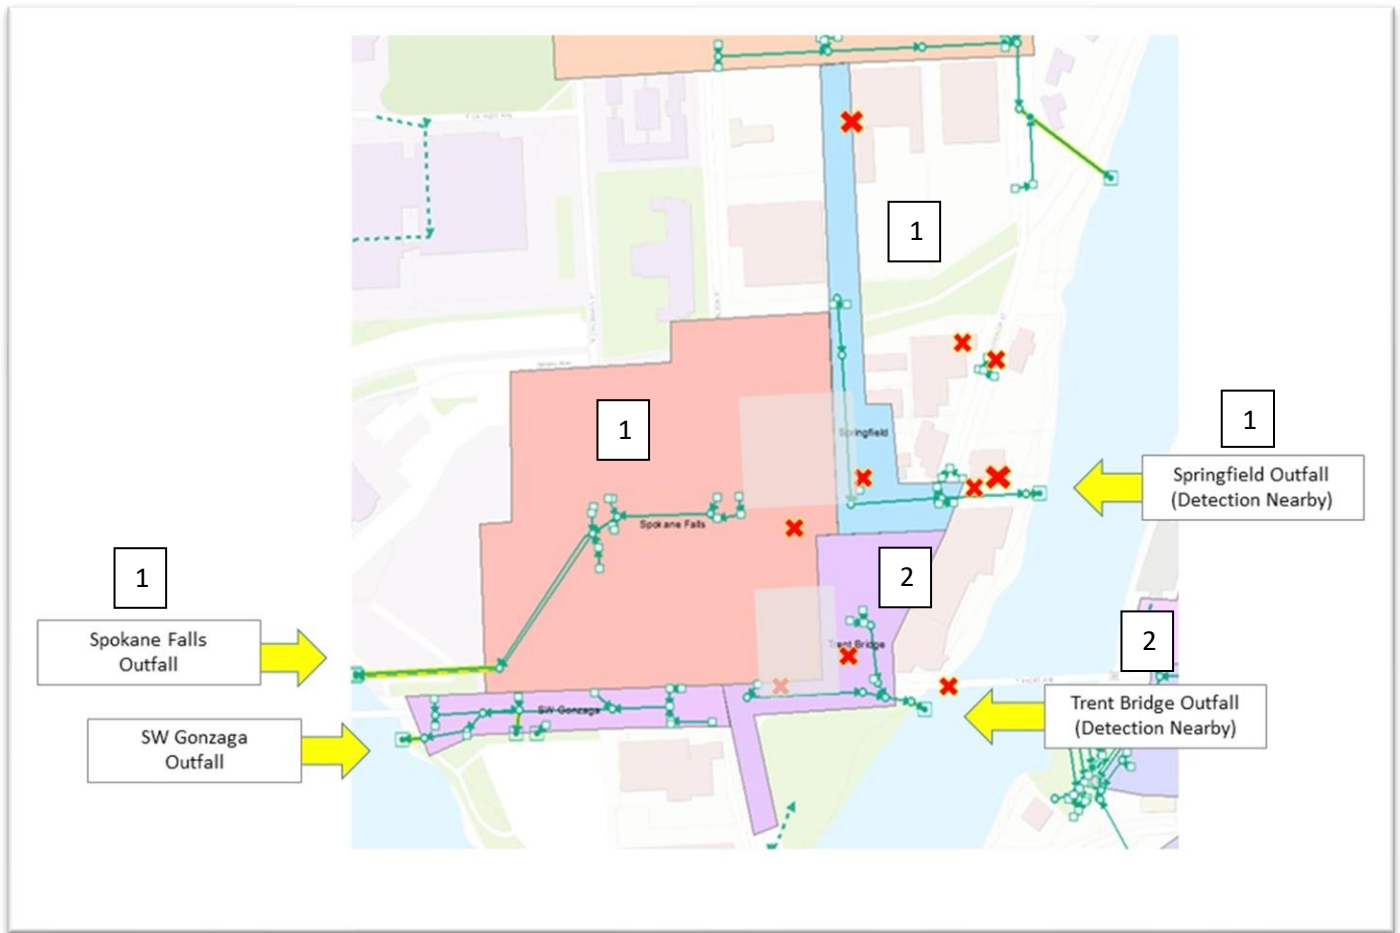 1
1
Springfield
1
Springfield Outfall
(Detection Nearby)
Spokane Falls
1
Spokane Falls
Outfall
2
Trent Bridge
2
SW Gonzaga
Trent Bridge Outfall
(Detection Nearby)
SW Gonzaga
Outfall